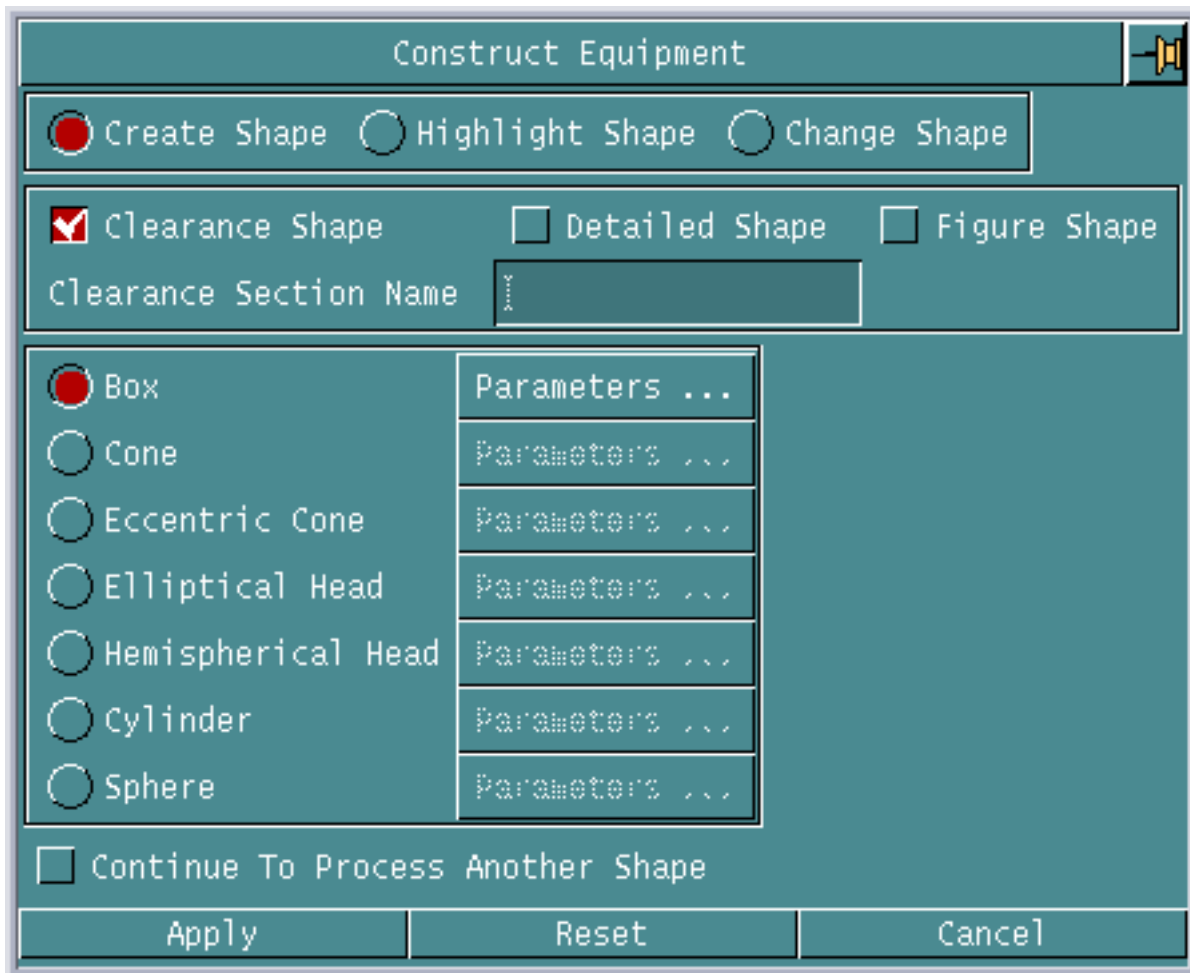 Construct Equipment
Create Shape Highlight Shape Change Shape
Clearance Shape Detailed Shape Figure Shape
Clearance Section Name
Box Parameters ...
Cone Parameters ...
Eccentric Cone Parameters ...
Elliptical Head Parameters ...
Hemispherical Head Parameters ...
Cylinder Parameters ...
Sphere Parameters ...
Continue To Process Another Shape
Apply Reset Cancel